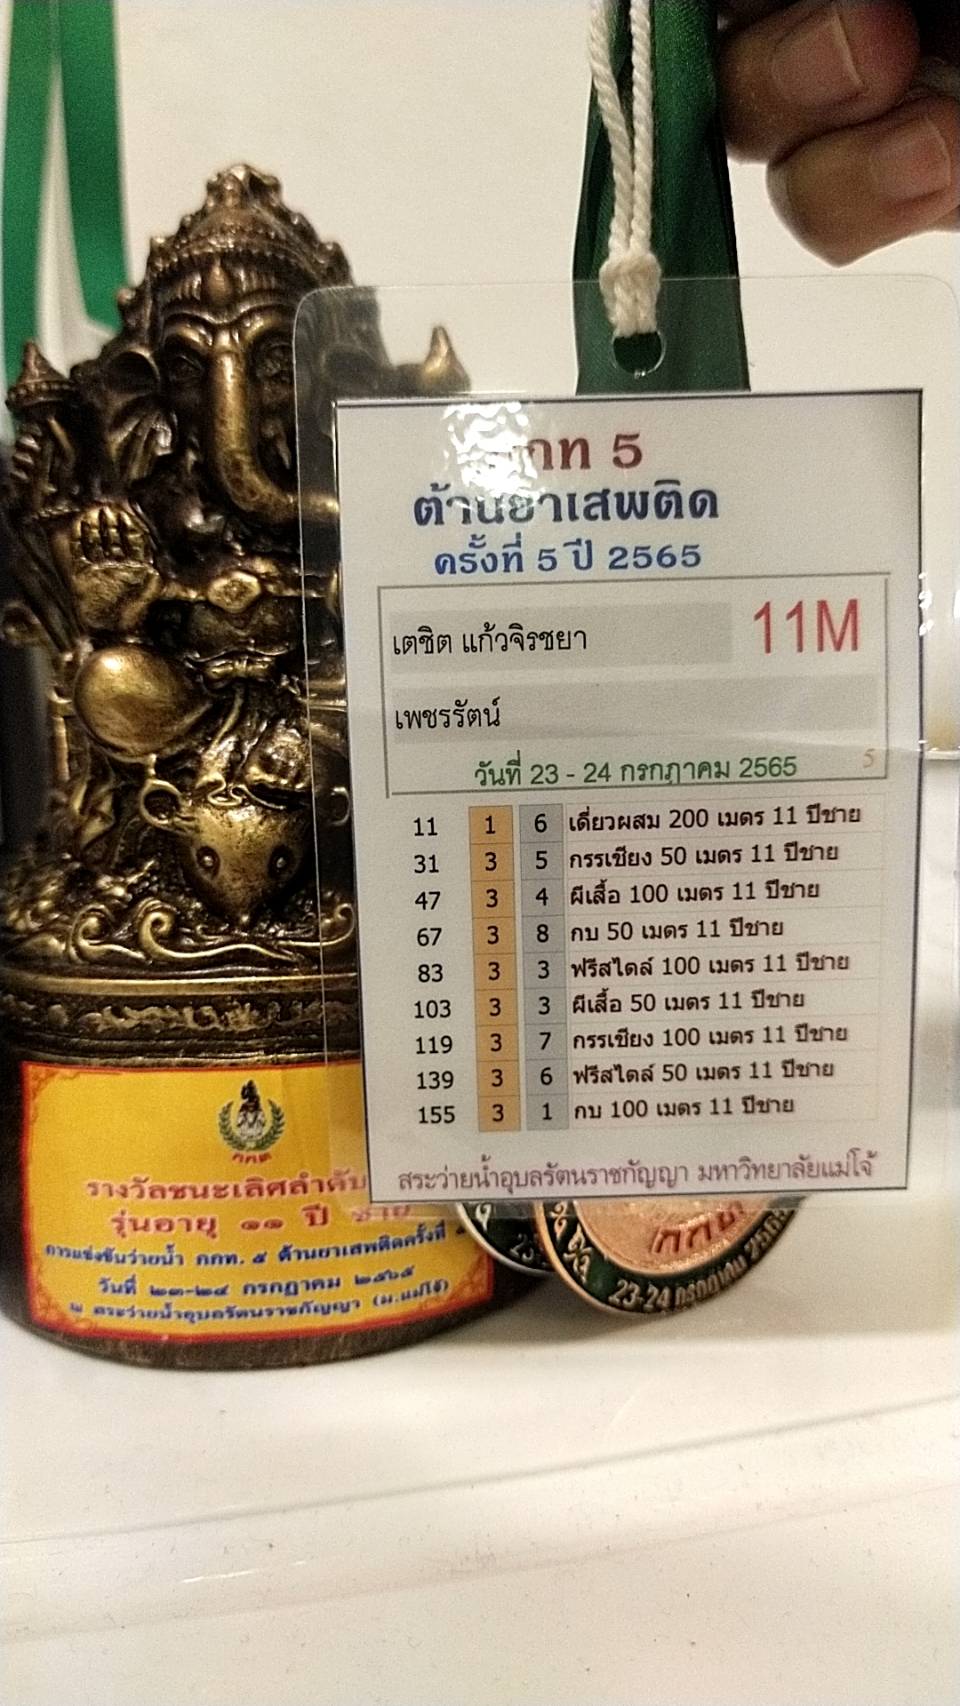 กท 5
ต้านยาเสพติด
ครั้งที่ 5 ปี 2565
เตชิต แก้วจิรชยา 11M
เพชรรัตน์
วันที่ 23 - 24 กรกฎาคม 2565 5
11 1 6 เดี่ยวผสม 200 เมตร 11 ปีชาย
31 3 5 กรรเชียง 50 เมตร 11 ปีชาย
47 3 4 ผีเสื้อ 100 เมตร 11 ปีชาย
67 3 8 กบ 50 เมตร 11 ปีชาย
83 3 3 ฟรีสไตล์ 100 เมตร 11 ปีชาย
103 3 3 ผีเสื้อ 50 เมตร 11 ปีชาย
119 3 7 กรรเชียง 100 เมตร 11 ปีชาย
139 3 6 ฟรีสไตล์ 50 เมตร 11 ปีชาย
155 3 1 กบ 100 เมตร 11 ปีชาย
สระว่ายน้ำอุบลรัตนราชกัญญา มหาวิทยาลัยแม่โจ้
กกท
รางวัลชนะเลิศลำดับ
รุ่นอายุ ๑๑ ปี ชาย
การแข่งขันว่ายน้ำ กกท. ๕ ต้านยาเสพติดครั้งที่
วันที่ ๒๓-๒๔ กรกฎาคม ๒๕๖๕
ณ สระว่ายน้ำอุบลรัตนราชกัญญา (ม.แม่โจ้)
23-24 กรกฎาคม 2565